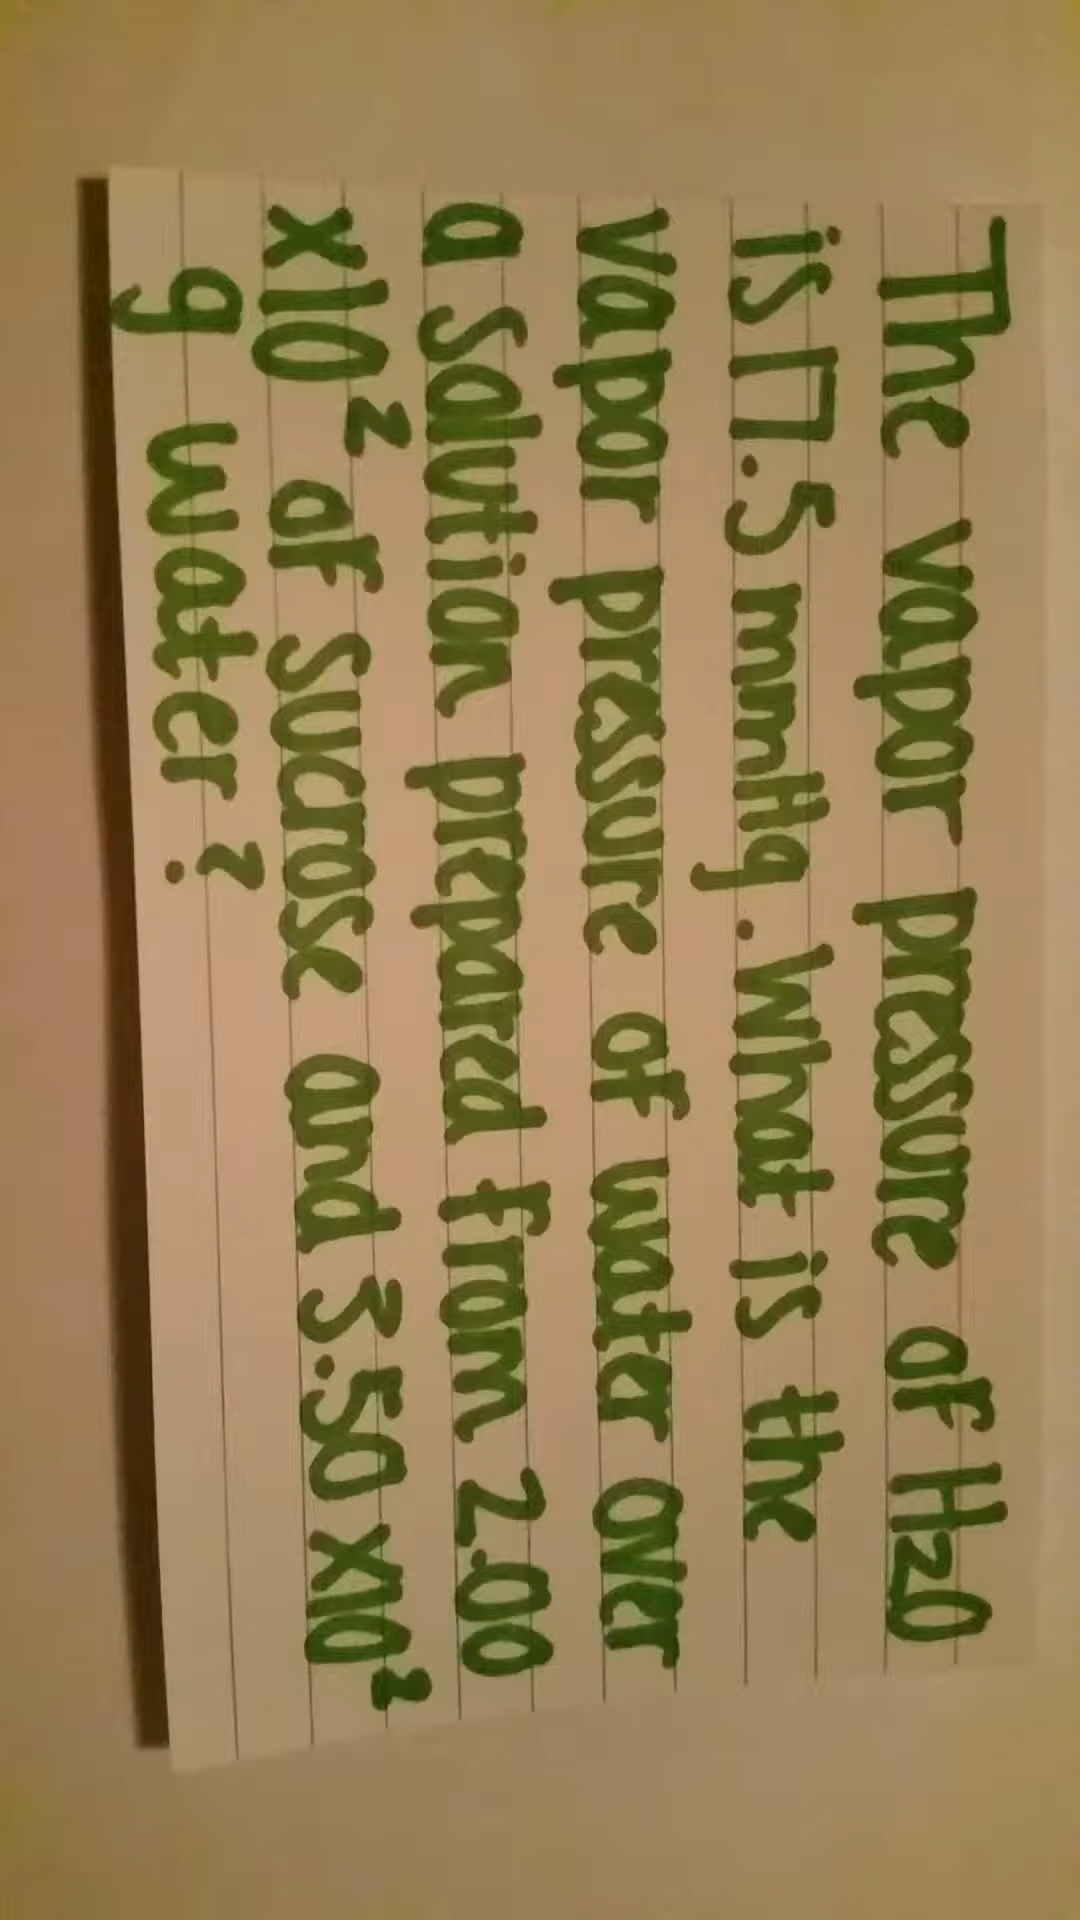 The vapor pressure of H20
is 17.5 mmHg. What is the
vapor pressure of water over
a Solution prepared from 2.00
x10² of Sucrose and 3.50 x10²
g water?